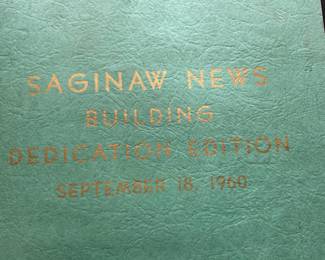 SAGINAW NEWS
BUILDING
DEDICATION EDITION
SEPTEMBER 18, 1960